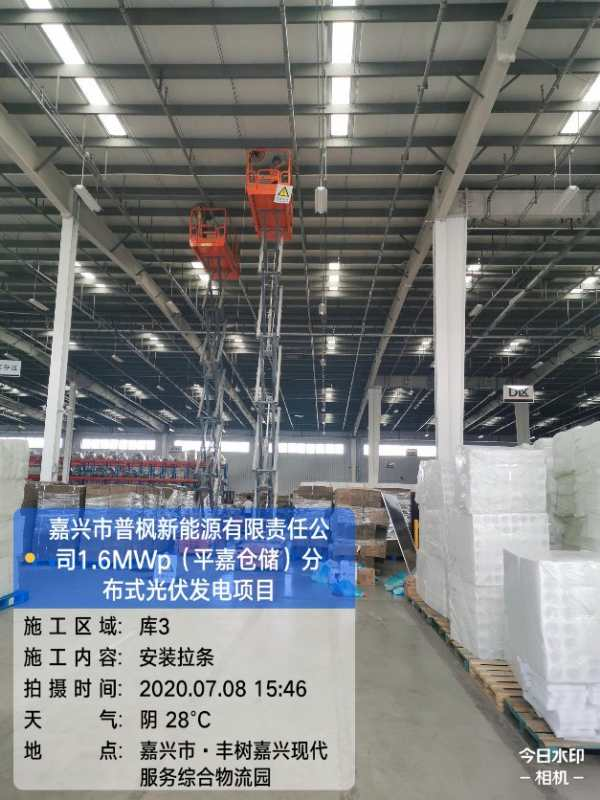 DLX
嘉兴市普枫新能源有限责任公
司1.6MWp（平嘉仓储）分
布式光伏发电项目
施工区域: 库3
施工内容: 安装拉条
拍摄时间: 2020.07.08 15:46
天 气: 阴 28°C
地 点: 嘉兴市·丰树嘉兴现代
服务综合物流园
今日水印
-相机-